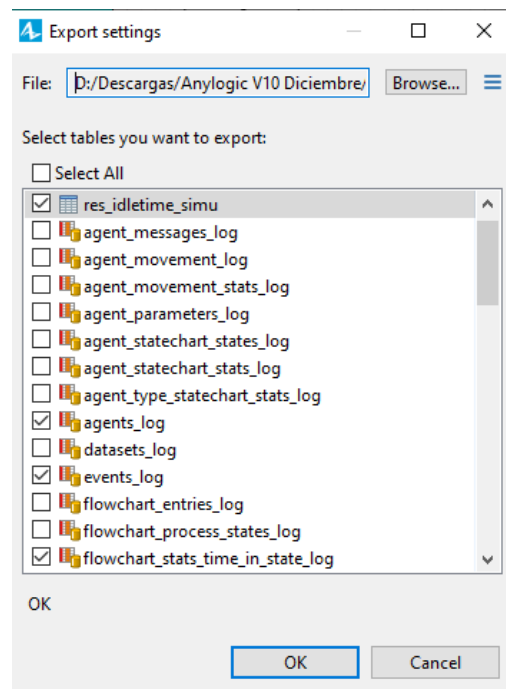 Export settings
File: D:/Descargas/Anylogic V10 Diciembre/ Browse...
Select tables you want to export:
Select All
res_idletime_simu
agent_messages_log
agent_movement_log
agent_movement_stats_log
agent_parameters_log
agent_statechart_states_log
agent_statechart_stats_log
agent_type_statechart_stats_log
agents_log
datasets_log
events_log
flowchart_entries_log
flowchart_process_states_log
flowchart_stats_time_in_state_log
OK
OK Cancel